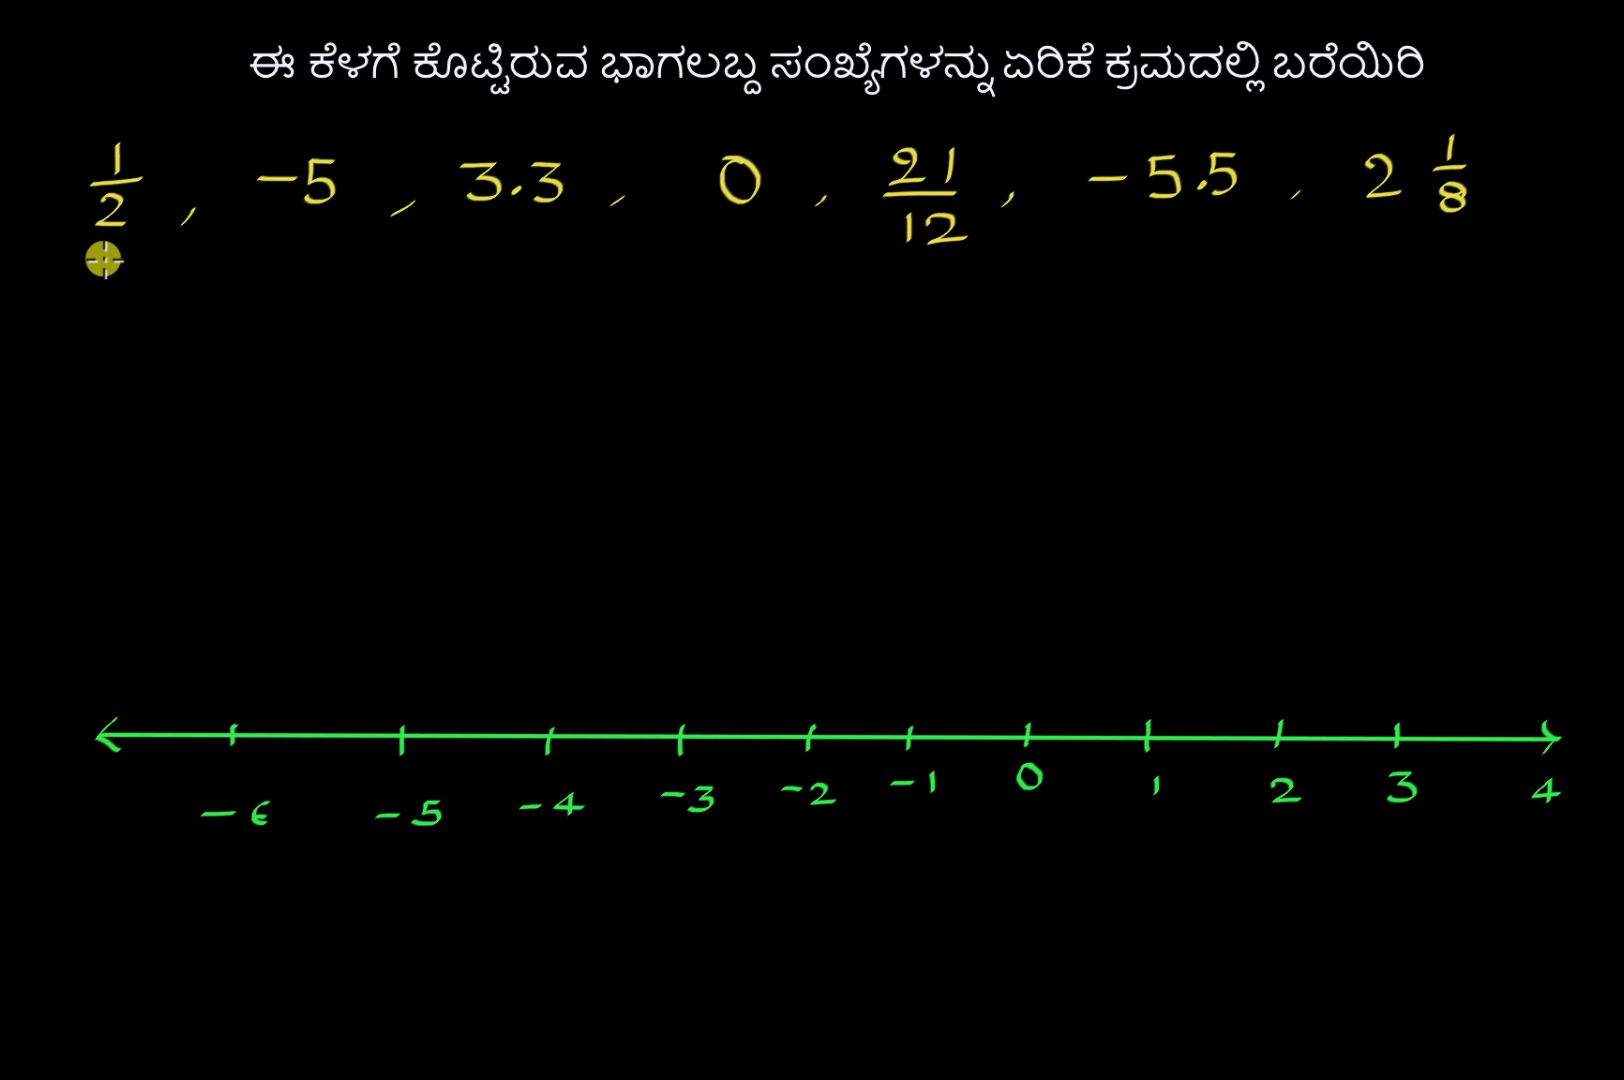 ಈ ಕೆಳಗೆ ಕೊಟ್ಟಿರುವ ಭಾಗಲಬ್ದ ಸಂಖ್ಯೆಗಳನ್ನು ಏರಿಕೆ ಕ್ರಮದಲ್ಲಿ ಬರೆಯಿರಿ
1/2 , -5 , 3.3 , 0 , 21/12 , -5.5 , 2 1/8
-6 -5 -4 -3 -2 -1 0 1 2 3 4